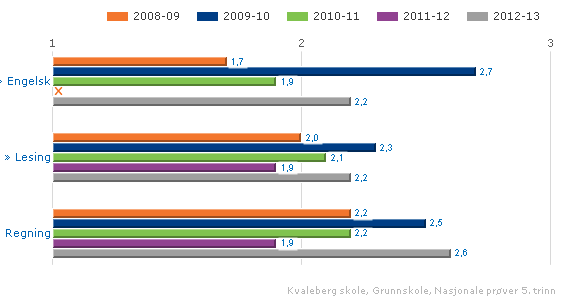 2008-09 2009-10 2010-11 2011-12 2012-13
1 2 3
1,7
2,7
» Engelsk 1,9
2,2
2,0
2,3
» Lesing 2,1
1,9
2,2
2,2
2,5
Regning 2,2
1,9
2,6
Kvaleberg skole, Grunnskole, Nasjonale prøver 5. trinn